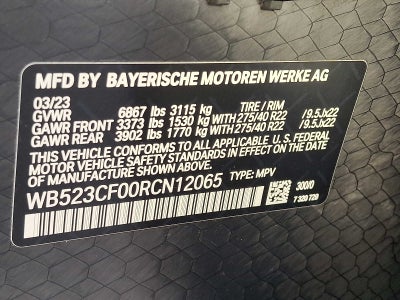 MFD BY BAYERISCHE MOTOREN WERKE AG
03/23
GVWR 6867 lbs 3115 kg TIRE / RIM
GAWR FRONT 3373 lbs 1530 kg WITH 275/40 R22 /9.5Jx22
GAWR REAR 3902 lbs 1770 kg WITH 275/40 R22 /9.5Jx22
THIS VEHICLE CONFORMS TO ALL APPLICABLE U.S. FEDERAL
MOTOR VEHICLE SAFETY STANDARDS IN EFFECT
ON THE DATE OF MANUFACTURE SHOWN ABOVE.
WB523CF00RCN12065 TYPE: MPV 300/0
7 320 720